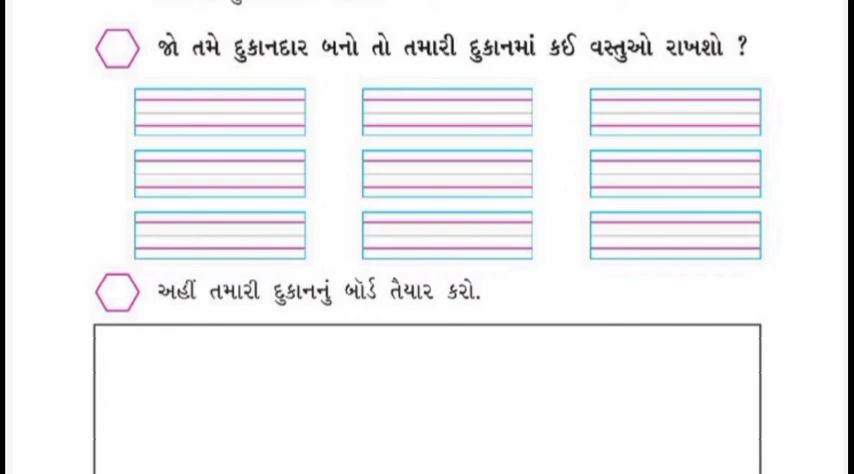 જો તમે દુકાનદાર બનો તો તમારી દુકાનમાં કઈ વસ્તુઓ રાખશો ?
અહીં તમારી દુકાનનું બૉર્ડ તૈયાર કરો.